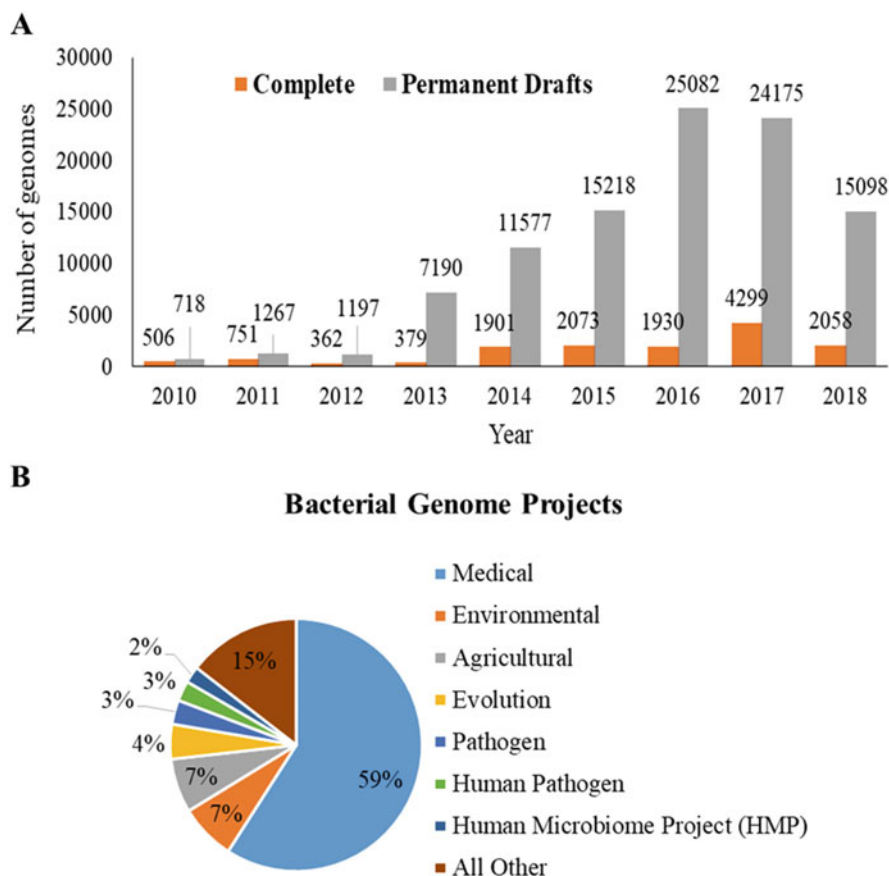 A
30000
25000
20000
15000
10000
5000
0
Number of genomes
Complete Permanent Drafts
506 718 751 1267 362 1197 379 7190 1901 11577 2073 15218 1930 25082 4299 24175 2058 15098
2010 2011 2012 2013 2014 2015 2016 2017 2018
Year
B
Bacterial Genome Projects
2%
3%
3%
4%
7%
7%
15%
59%
Medical
Environmental
Agricultural
Evolution
Pathogen
Human Pathogen
Human Microbiome Project (HMP)
All Other